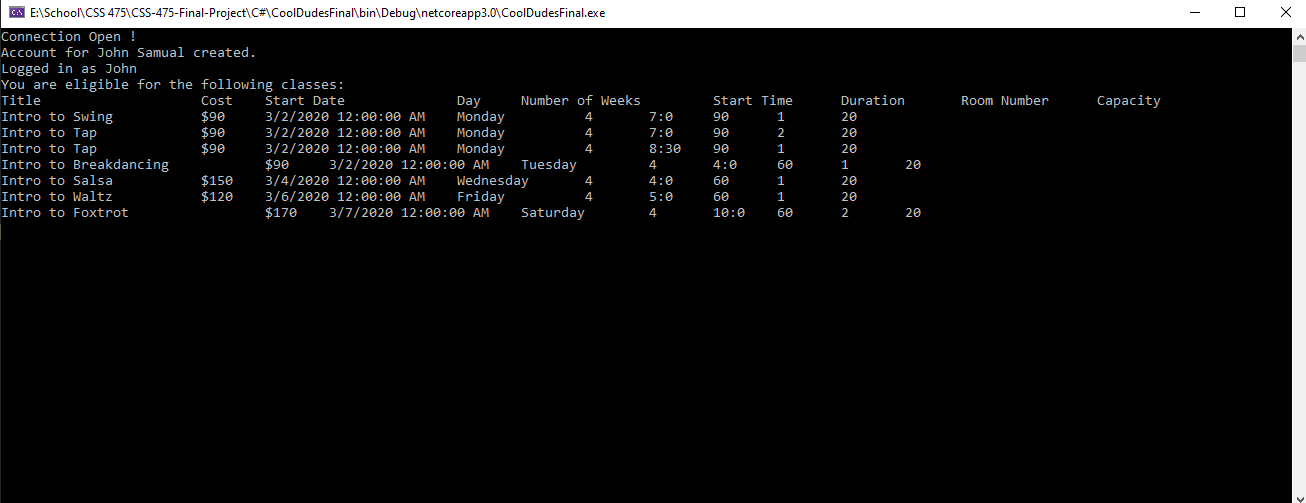 E:\School\CSS 475\CSS-475-Final-Project\C#\CoolDudesFinal\bin\Debug\netcoreapp3.0\CoolDudesFinal.exe
Connection Open !
Account for John Samual created.
Logged in as John
You are eligible for the following classes:
Title Cost Start Date Day Number of Weeks Start Time Duration Room Number Capacity
Intro to Swing $90 3/2/2020 12:00:00 AM Monday 4 7:0 90 1 20
Intro to Tap $90 3/2/2020 12:00:00 AM Monday 4 7:0 90 2 20
Intro to Tap $90 3/2/2020 12:00:00 AM Monday 4 8:30 90 1 20
Intro to Breakdancing $90 3/2/2020 12:00:00 AM Tuesday 4 4:0 60 1 20
Intro to Salsa $150 3/4/2020 12:00:00 AM Wednesday 4 4:0 60 1 20
Intro to Waltz $120 3/6/2020 12:00:00 AM Friday 4 5:0 60 1 20
Intro to Foxtrot $170 3/7/2020 12:00:00 AM Saturday 4 10:0 60 2 20